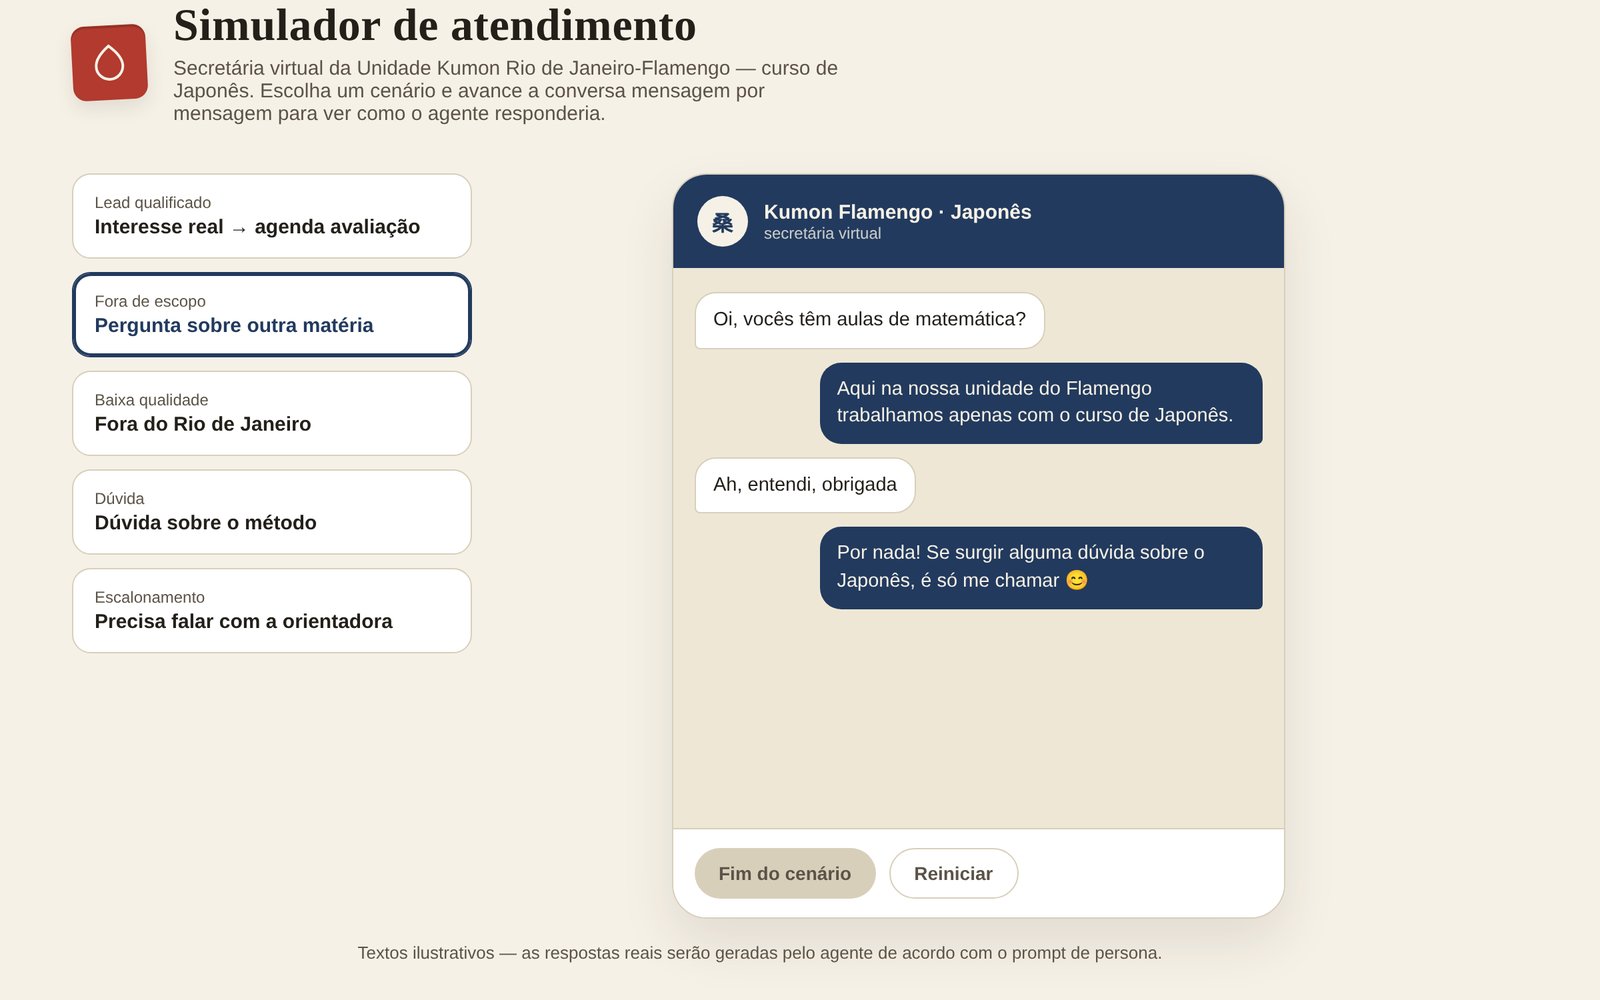 Simulador de atendimento
Secretária virtual da Unidade Kumon Rio de Janeiro-Flamengo — curso de
Japonês. Escolha um cenário e avance a conversa mensagem por
mensagem para ver como o agente responderia.
Lead qualificado
Interesse real → agenda avaliação
Fora de escopo
Pergunta sobre outra matéria
Baixa qualidade
Fora do Rio de Janeiro
Dúvida
Dúvida sobre o método
Escalonamento
Precisa falar com a orientadora
桑
Kumon Flamengo · Japonês
secretária virtual
Oi, vocês têm aulas de matemática?
Aqui na nossa unidade do Flamengo
trabalhamos apenas com o curso de Japonês.
Ah, entendi, obrigada
Por nada! Se surgir alguma dúvida sobre o
Japonês, é só me chamar 😊
Fim do cenário
Reiniciar
Textos ilustrativos — as respostas reais serão geradas pelo agente de acordo com o prompt de persona.